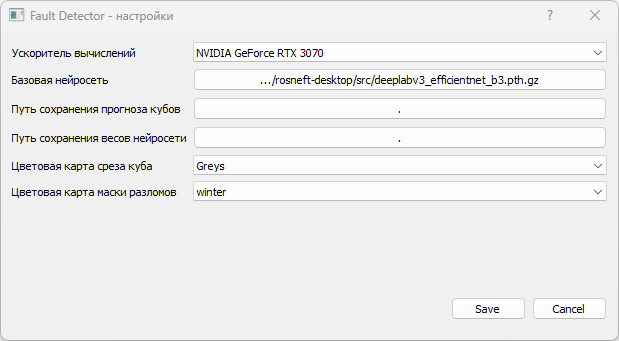 Fault Detector - настройки
Ускоритель вычислений NVIDIA GeForce RTX 3070
Базовая нейросеть .../rosneft-desktop/src/deeplabv3_efficientnet_b3.pth.gz
Путь сохранения прогноза кубов .
Путь сохранения весов нейросети .
Цветовая карта среза куба Greys
Цветовая карта маски разломов winter
Save Cancel